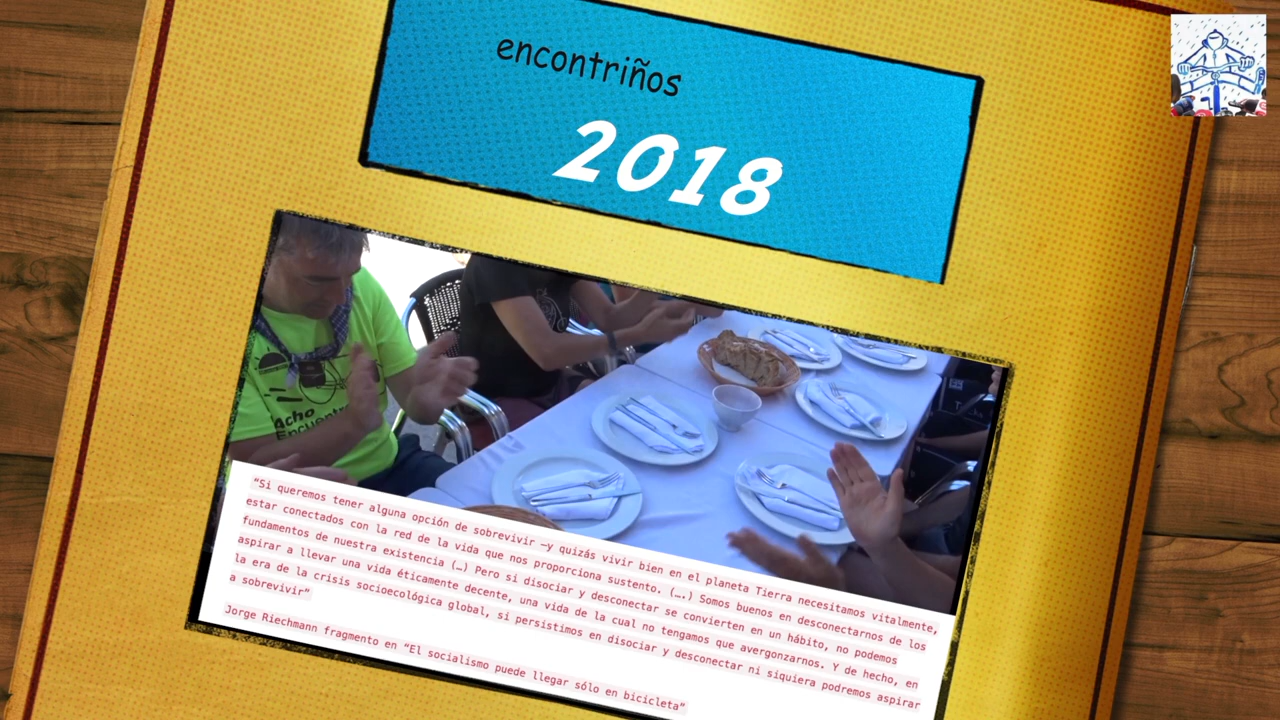 encontriños
2018
Acho
Encuentr
“Si queremos tener alguna opción de sobrevivir –y quizás vivir bien en el planeta Tierra necesitamos vitalmente,
estar conectados con la red de la vida que nos proporciona sustento. (….) Somos buenos en desconectarnos de los
fundamentos de nuestra existencia (…) Pero si disociar y desconectar se convierten en un hábito, no podemos
aspirar a llevar una vida éticamente decente, una vida de la cual no tengamos que avergonzarnos. Y de hecho, en
la era de la crisis socioecológica global, si persistimos en disociar y desconectar ni siquiera podremos aspirar
a sobrevivir”
Jorge Riechmann fragmento en “El socialismo puede llegar sólo en bicicleta”